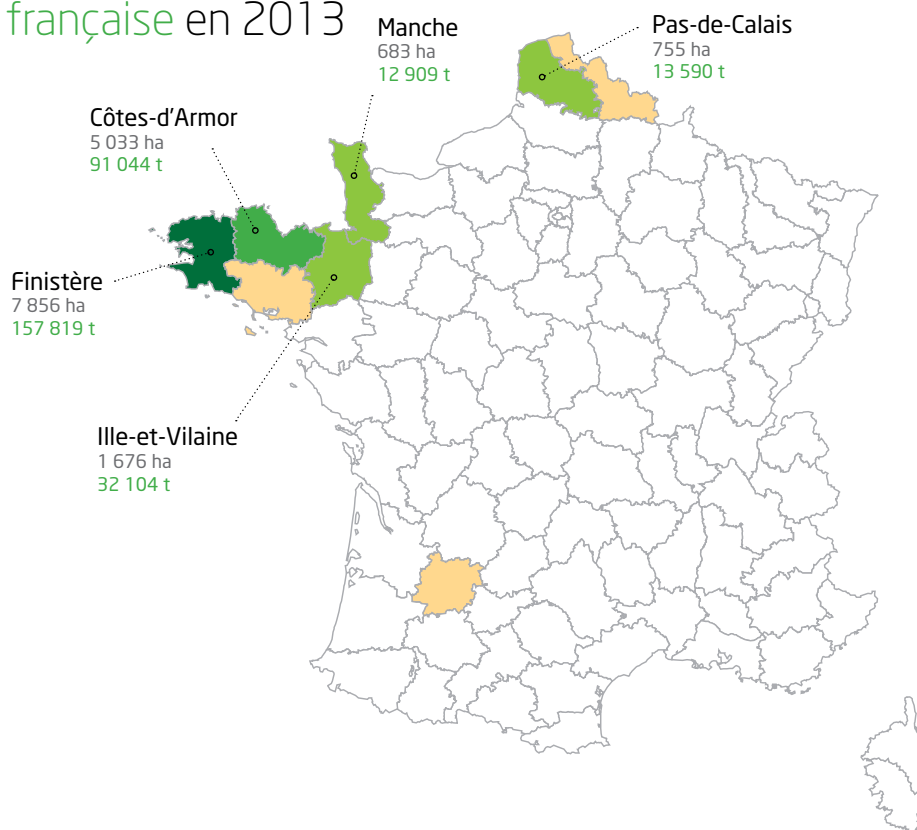 française en 2013
Manche
683 ha
12 909 t
Pas-de-Calais
755 ha
13 590 t
Côtes-d'Armor
5 033 ha
91 044 t
Finistère
7 856 ha
157 819 t
Ille-et-Vilaine
1 676 ha
32 104 t